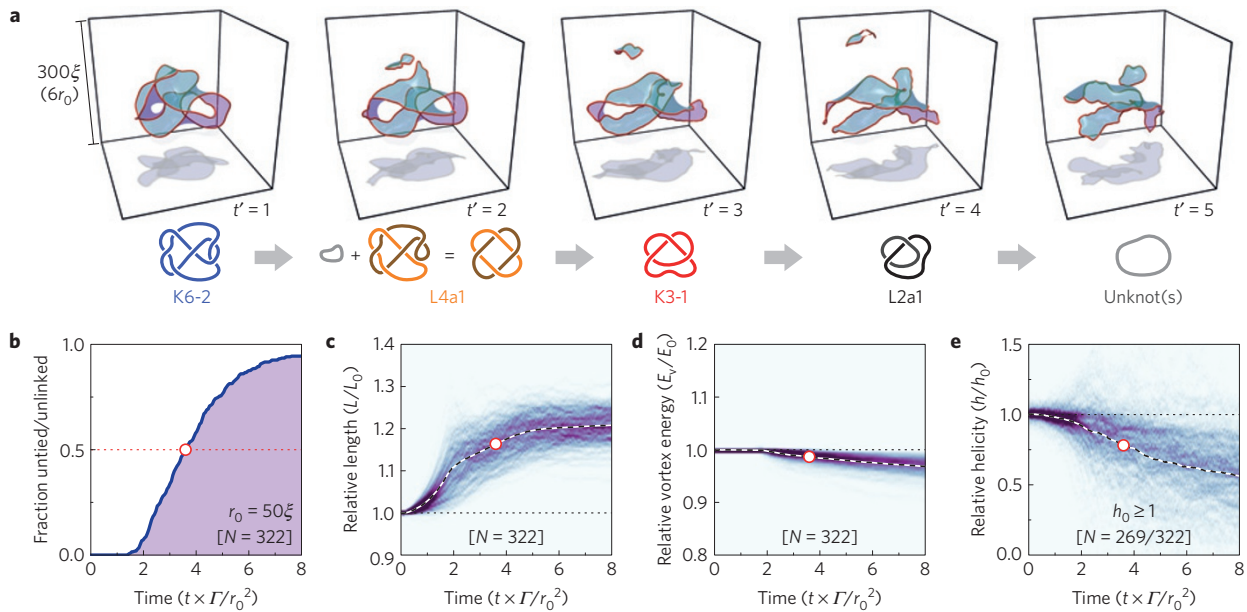 a
300ξ
(6r₀)
t′ = 1
t′ = 2
t′ = 3
t′ = 4
t′ = 5
+
=
K6-2
L4a1
K3-1
L2a1
Unknot(s)
b
Fraction untied/unlinked
1.0
0.5
0.0
r₀ = 50ξ
[N = 322]
0 2 4 6 8
Time (t × Γ/r₀²)
c
Relative length (L/L₀)
1.4
1.3
1.2
1.1
1.0
0.9
[N = 322]
0 2 4 6 8
Time (t × Γ/r₀²)
d
Relative vortex energy (Eᵥ/E₀)
1.2
1.1
1.0
0.9
0.8
[N = 322]
0 2 4 6 8
Time (t × Γ/r₀²)
e
Relative helicity (h/h₀)
1.5
1.0
0.5
0.0
h₀ ≥ 1
[N = 269/322]
0 2 4 6 8
Time (t × Γ/r₀²)